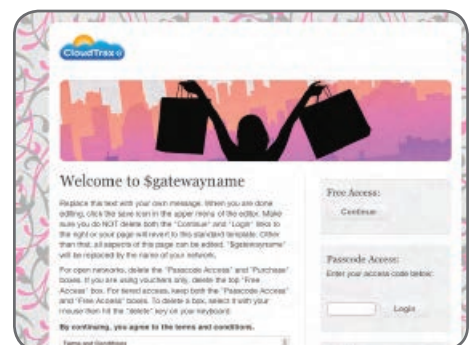 CloudTrax
Welcome to $gatewayname
Replace this text with your own message. When you are done
editing, click the save icon in the upper menu of the editor. Make
sure you do NOT delete both the "Continue" and "Login" links to
the right or your page will revert to this standard template. Other
than that, all aspects of this page can be edited. "$gatewayname"
will be replaced by the name of your network.
For open networks, delete the "Passcode Access" and "Purchase"
boxes. If you are using vouchers only, delete the top "Free
Access" box. For tiered access, keep both the "Passcode Access"
and "Free Access" boxes. To delete a box, select it with your
mouse then hit the "delete" key on your keyboard.
By continuing, you agree to the terms and conditions.
Terms and Conditions
Free Access:
Continue
Passcode Access:
Enter your access code below:
Login